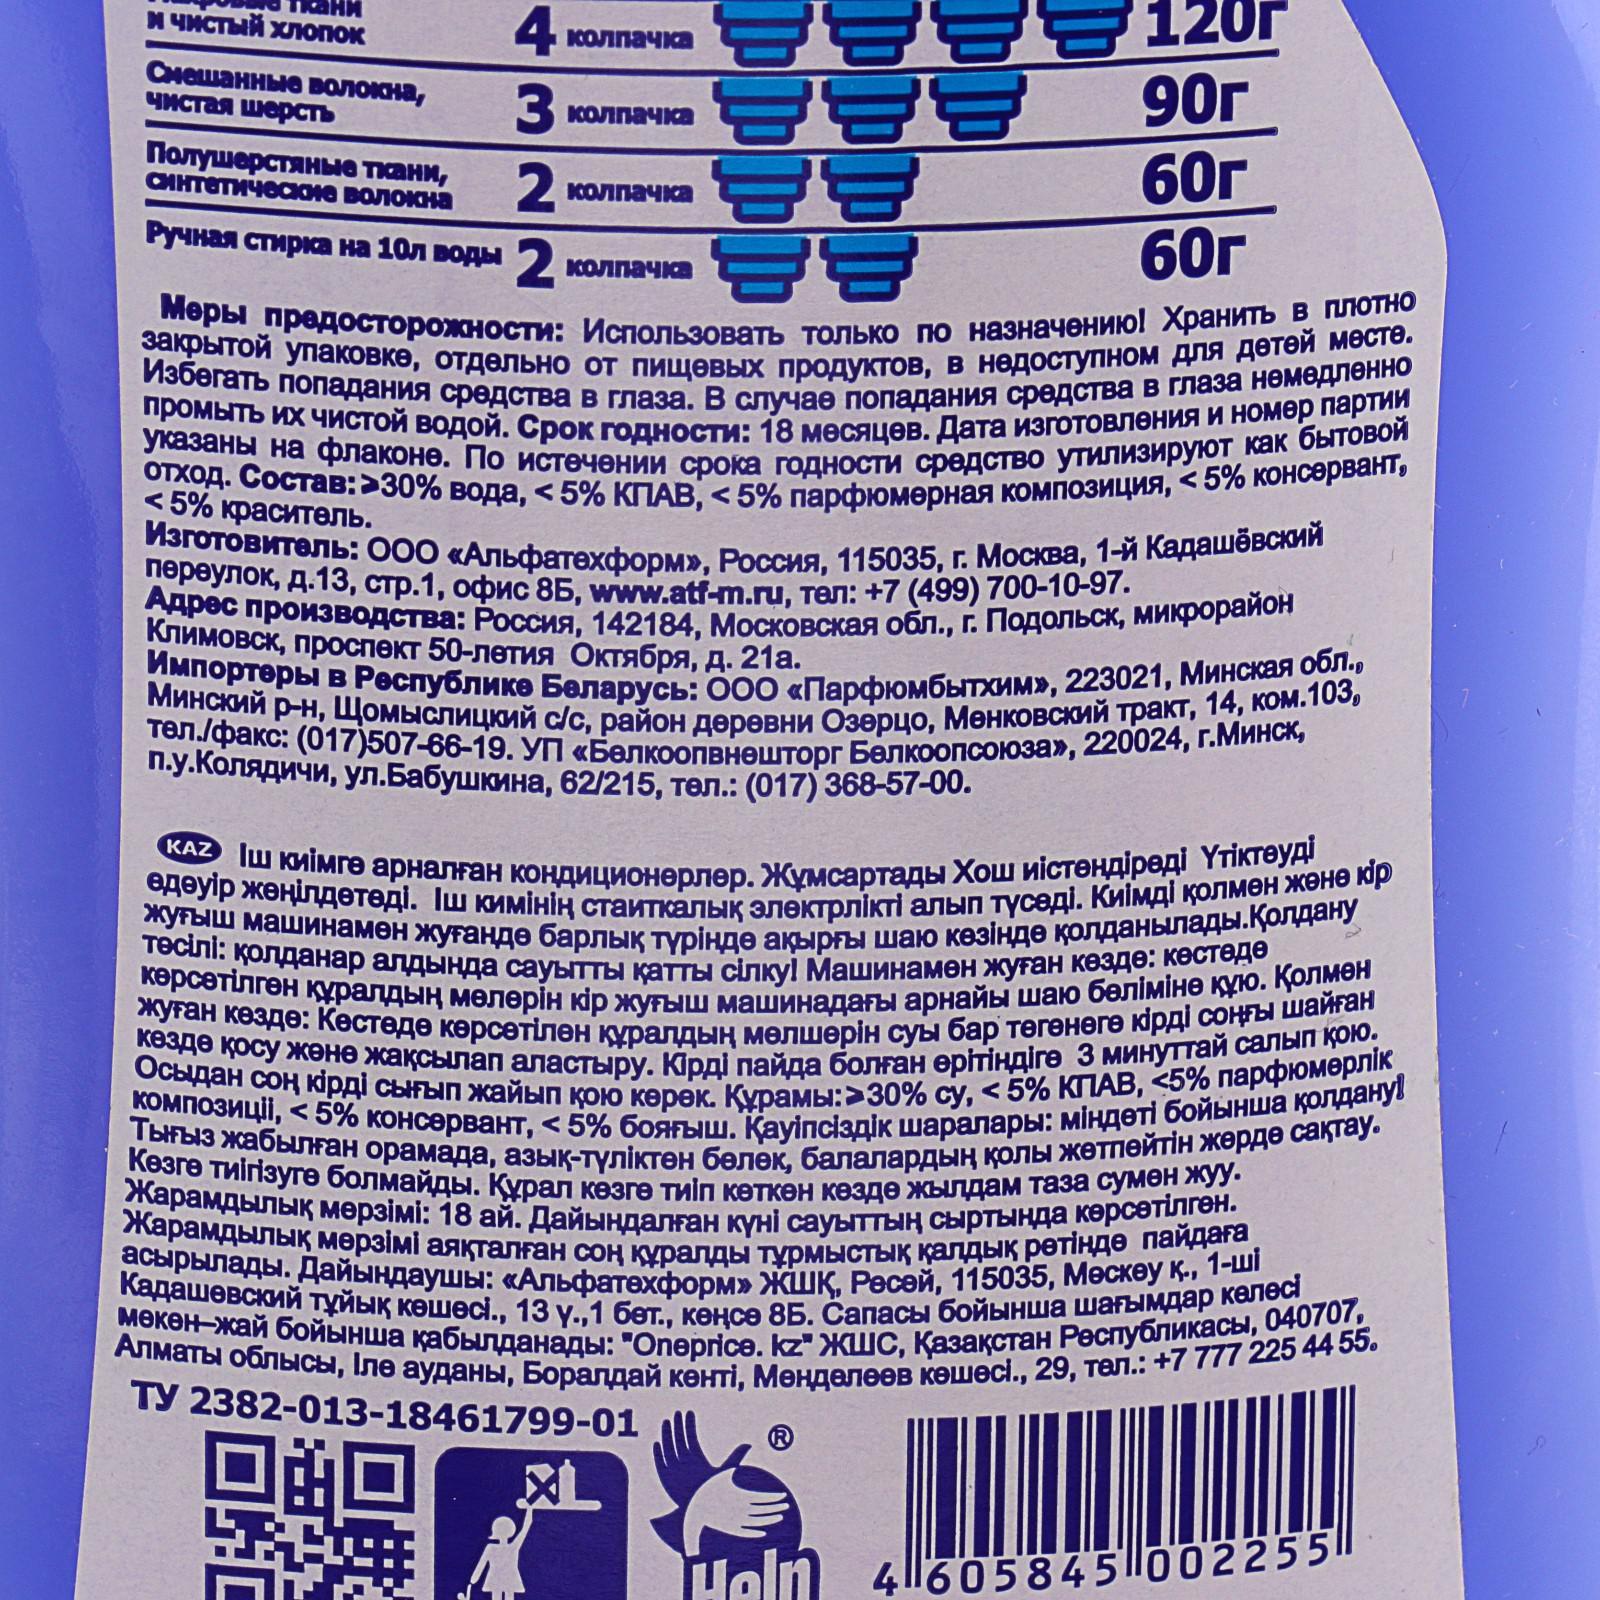 ткани
и чистый хлопок
4 колпачка 120г
Смешанные волокна,
чистая шерсть
3 колпачка 90г
Полушерстяные ткани,
синтетические волокна
2 колпачка 60г
Ручная стирка на 10л воды 2 колпачка 60г
Меры предосторожности: Использовать только по назначению! Хранить в плотно
закрытой упаковке, отдельно от пищевых продуктов, в недоступном для детей месте.
Избегать попадания средства в глаза. В случае попадания средства в глаза немедленно
промыть их чистой водой. Срок годности: 18 месяцев. Дата изготовления и номер партии
указаны на флаконе. По истечении срока годности средство утилизируют как бытовой
отход. Состав: >30% вода, < 5% КПАВ, < 5% парфюмерная композиция, < 5% консервант,
< 5% краситель.
Изготовитель: ООО «Альфатехформ», Россия, 115035, г. Москва, 1-й Кадашёвский
переулок, д.13, стр.1, офис 8Б, www.atf-m.ru, тел: +7 (499) 700-10-97.
Адрес производства: Россия, 142184, Московская обл., г. Подольск, микрорайон
Климовск, проспект 50-летия Октября, д. 21а.
Импортеры в Республике Беларусь: ООО «Парфюмбытхим», 223021, Минская обл.,
Минский р-н, Щомыслицкий с/с, район деревни Озерцо, Менковский тракт, 14, ком.103,
тел./факс: (017)507-66-19. УП «Белкоопвнешторг Белкоопсоюза», 220024, г.Минск,
п.у.Колядичи, ул.Бабушкина, 62/215, тел.: (017) 368-57-00.
KAZ Іш киімге арналған кондиционерлер. Жұмсартады Хош иістендіреді Үтіктеуді
едеуір жеңілдетеді. Іш кимінің стаиткалық электрлікті алып түседі. Киімді қолмен және кір
жуғыш машинамен жуғанде барлық түрінде ақырғы шаю кезінде қолданылады.Қолдану
тесілі: қолданар алдында сауытты қатты сілку! Машинамен жуған кезде: кестеде
көрсетілген құралдың мөлерін кір жуғыш машинадағы арнайы шаю бөліміне құю. Қолмен
жуған кезде: Кестеде көрсетілен құралдың мөлшерін суы бар тегенеге кірді соңғы шайған
кезде қосу және жақсылап аластыру. Кірді пайда болған ерітіндіге 3 минуттай салып қою.
Осыдан соң кірді сығып жайып қою керек. Құрамы: >30% су, < 5% КПАВ, <5% парфюмерлік
композиціі, < 5% консервант, < 5% бояғыш. Қауіпсіздік шаралары: міндеті бойынша қолдану!
Тығыз жабылған орамада, азық-түліктен бөлек, балалардың қолы жетпейтін жерде сақтау.
Көзге тиігізуге болмайды. Құрал көзге тиіп кеткен кезде жылдам таза сумен жуу.
Жарамдылық мерзімі: 18 ай. Дайындалған күні сауыттың сыртында көрсетілген.
Жарамдылық мерзімі аяқталған соң құралды тұрмыстық қалдық ретінде пайдаға
асырылады. Дайындаушы: «Альфатехформ» ЖШҚ, Ресей, 115035, Мәскеу қ., 1-ші
Кадашевский тұйық көшесі., 13 ү.,1 бет., кеңсе 8Б. Сапасы бойынша шағымдар келесі
мекен–жай бойынша қабылданады: "Oneprice. kz" ЖШС, Қазақстан Республикасы, 040707,
Алматы облысы, Іле ауданы, Боралдай кенті, Менделеев көшесі., 29, тел.: +7 777 225 44 55.
ТУ 2382-013-18461799-01
®
Help
4 605845 002255